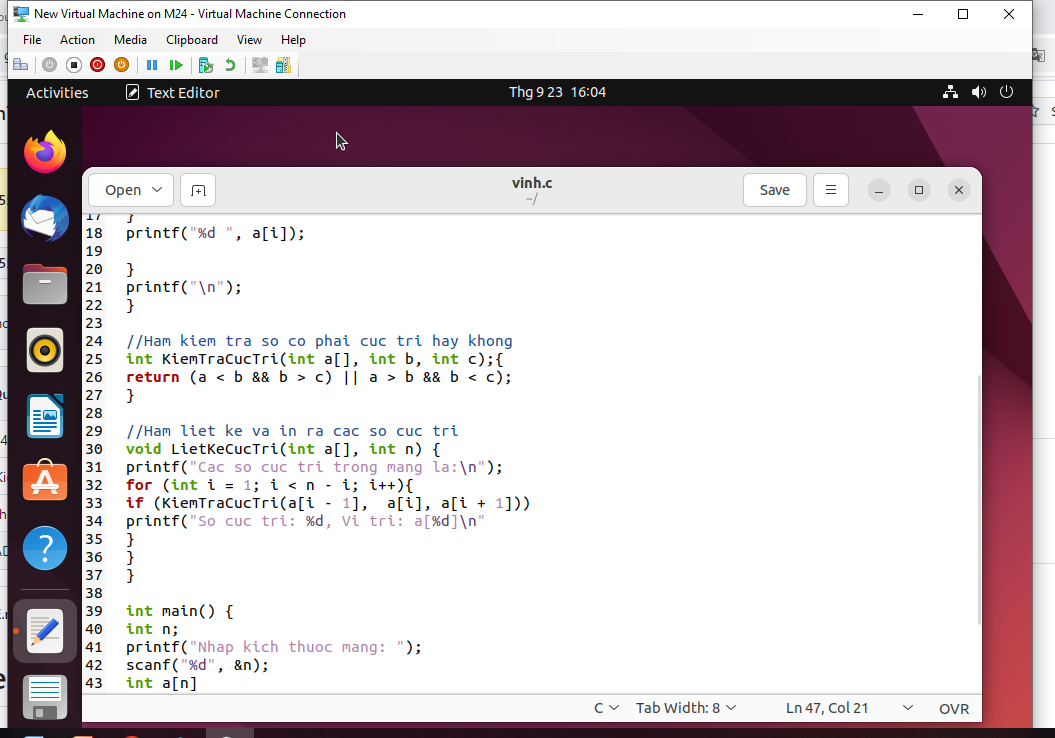 New Virtual Machine on M24 - Virtual Machine Connection
File Action Media Clipboard View Help
Activities Text Editor Thg 9 23 16:04
Open vinh.c Save
~/
17 }
18 printf("%d ", a[i]);
19
20 }
21 printf("\n");
22 }
23
24 //Ham kiem tra so co phai cuc tri hay khong
25 int KiemTraCucTri(int a[], int b, int c);{
26 return (a < b && b > c) || a > b && b < c);
27 }
28
29 //Ham liet ke va in ra cac so cuc tri
30 void LietKeCucTri(int a[], int n) {
31 printf("Cac so cuc tri trong mang la:\n");
32 for (int i = 1; i < n - i; i++){
33 if (KiemTraCucTri(a[i - 1],  a[i], a[i + 1]))
34 printf("So cuc tri: %d, Vi tri: a[%d]\n"
35 }
36 }
37 }
38
39 int main() {
40 int n;
41 printf("Nhap kich thuoc mang: ");
42 scanf("%d", &n);
43 int a[n]
C Tab Width: 8 Ln 47, Col 21 OVR